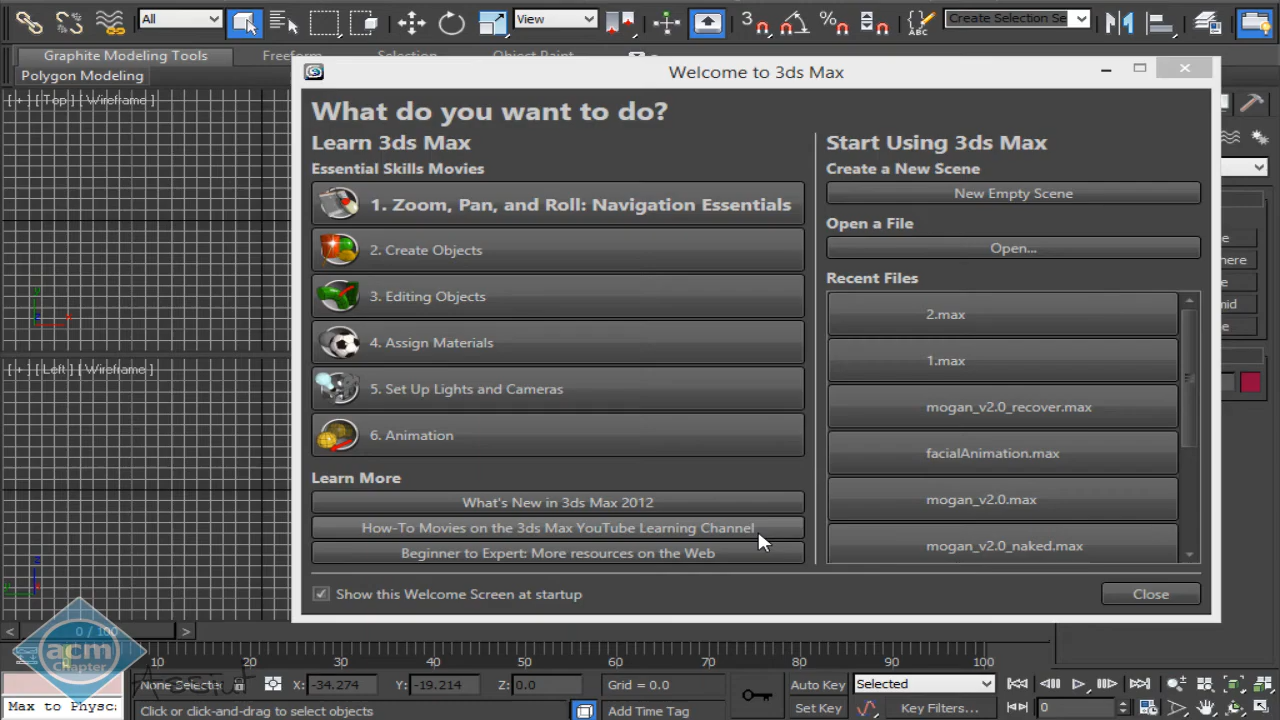 All
View
3
%
ABC
Create Selection Se
Graphite Modeling Tools
Freeform
Selection
Object Paint
Polygon Modeling
[ + ] [ Top ] [ Wireframe ]
[ + ] [ Left ] [ Wireframe ]
Welcome to 3ds Max
What do you want to do?
Learn 3ds Max
Essential Skills Movies
1. Zoom, Pan, and Roll: Navigation Essentials
2. Create Objects
3. Editing Objects
4. Assign Materials
5. Set Up Lights and Cameras
6. Animation
Learn More
What's New in 3ds Max 2012
How-To Movies on the 3ds Max YouTube Learning Channel
Beginner to Expert: More resources on the Web
Show this Welcome Screen at startup
Start Using 3ds Max
Create a New Scene
New Empty Scene
Open a File
Open...
Recent Files
2.max
1.max
mogan_v2.0_recover.max
facialAnimation.max
mogan_v2.0.max
mogan_v2.0_naked.max
Close
0 / 100
10 20 30 40 50 60 70 80 90 100
acm
Chapter
Assiut
None Selected
X: -34.274 Y: -19.214 Z: 0.0
Grid = 0.0
Auto Key
Selected
Max to Physc
Click or click-and-drag to select objects
Add Time Tag
Set Key
Key Filters...
0